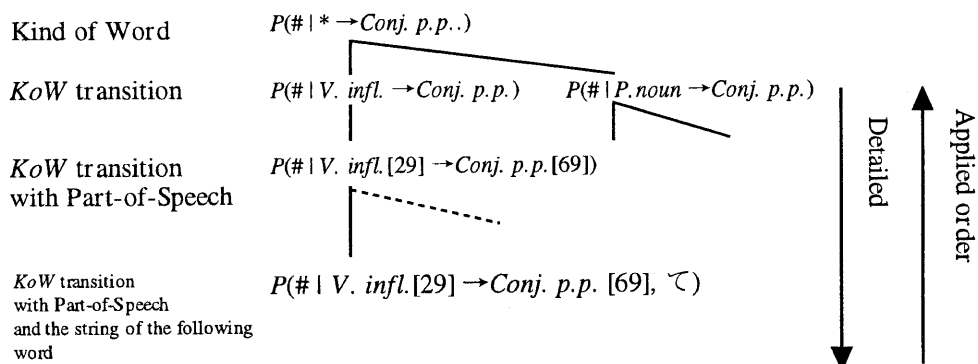 Kind of Word P(# | * →Conj. p.p..)
KoW transition P(# | V. infl. →Conj. p.p.) P(# | P.noun →Conj. p.p.)
KoW transition
with Part-of-Speech
P(# | V. infl.[29] →Conj. p.p.[69])
KoW transition
with Part-of-Speech
and the string of the following
word
P(# | V. infl.[29] →Conj. p.p. [69], て)
Detailed
Applied order